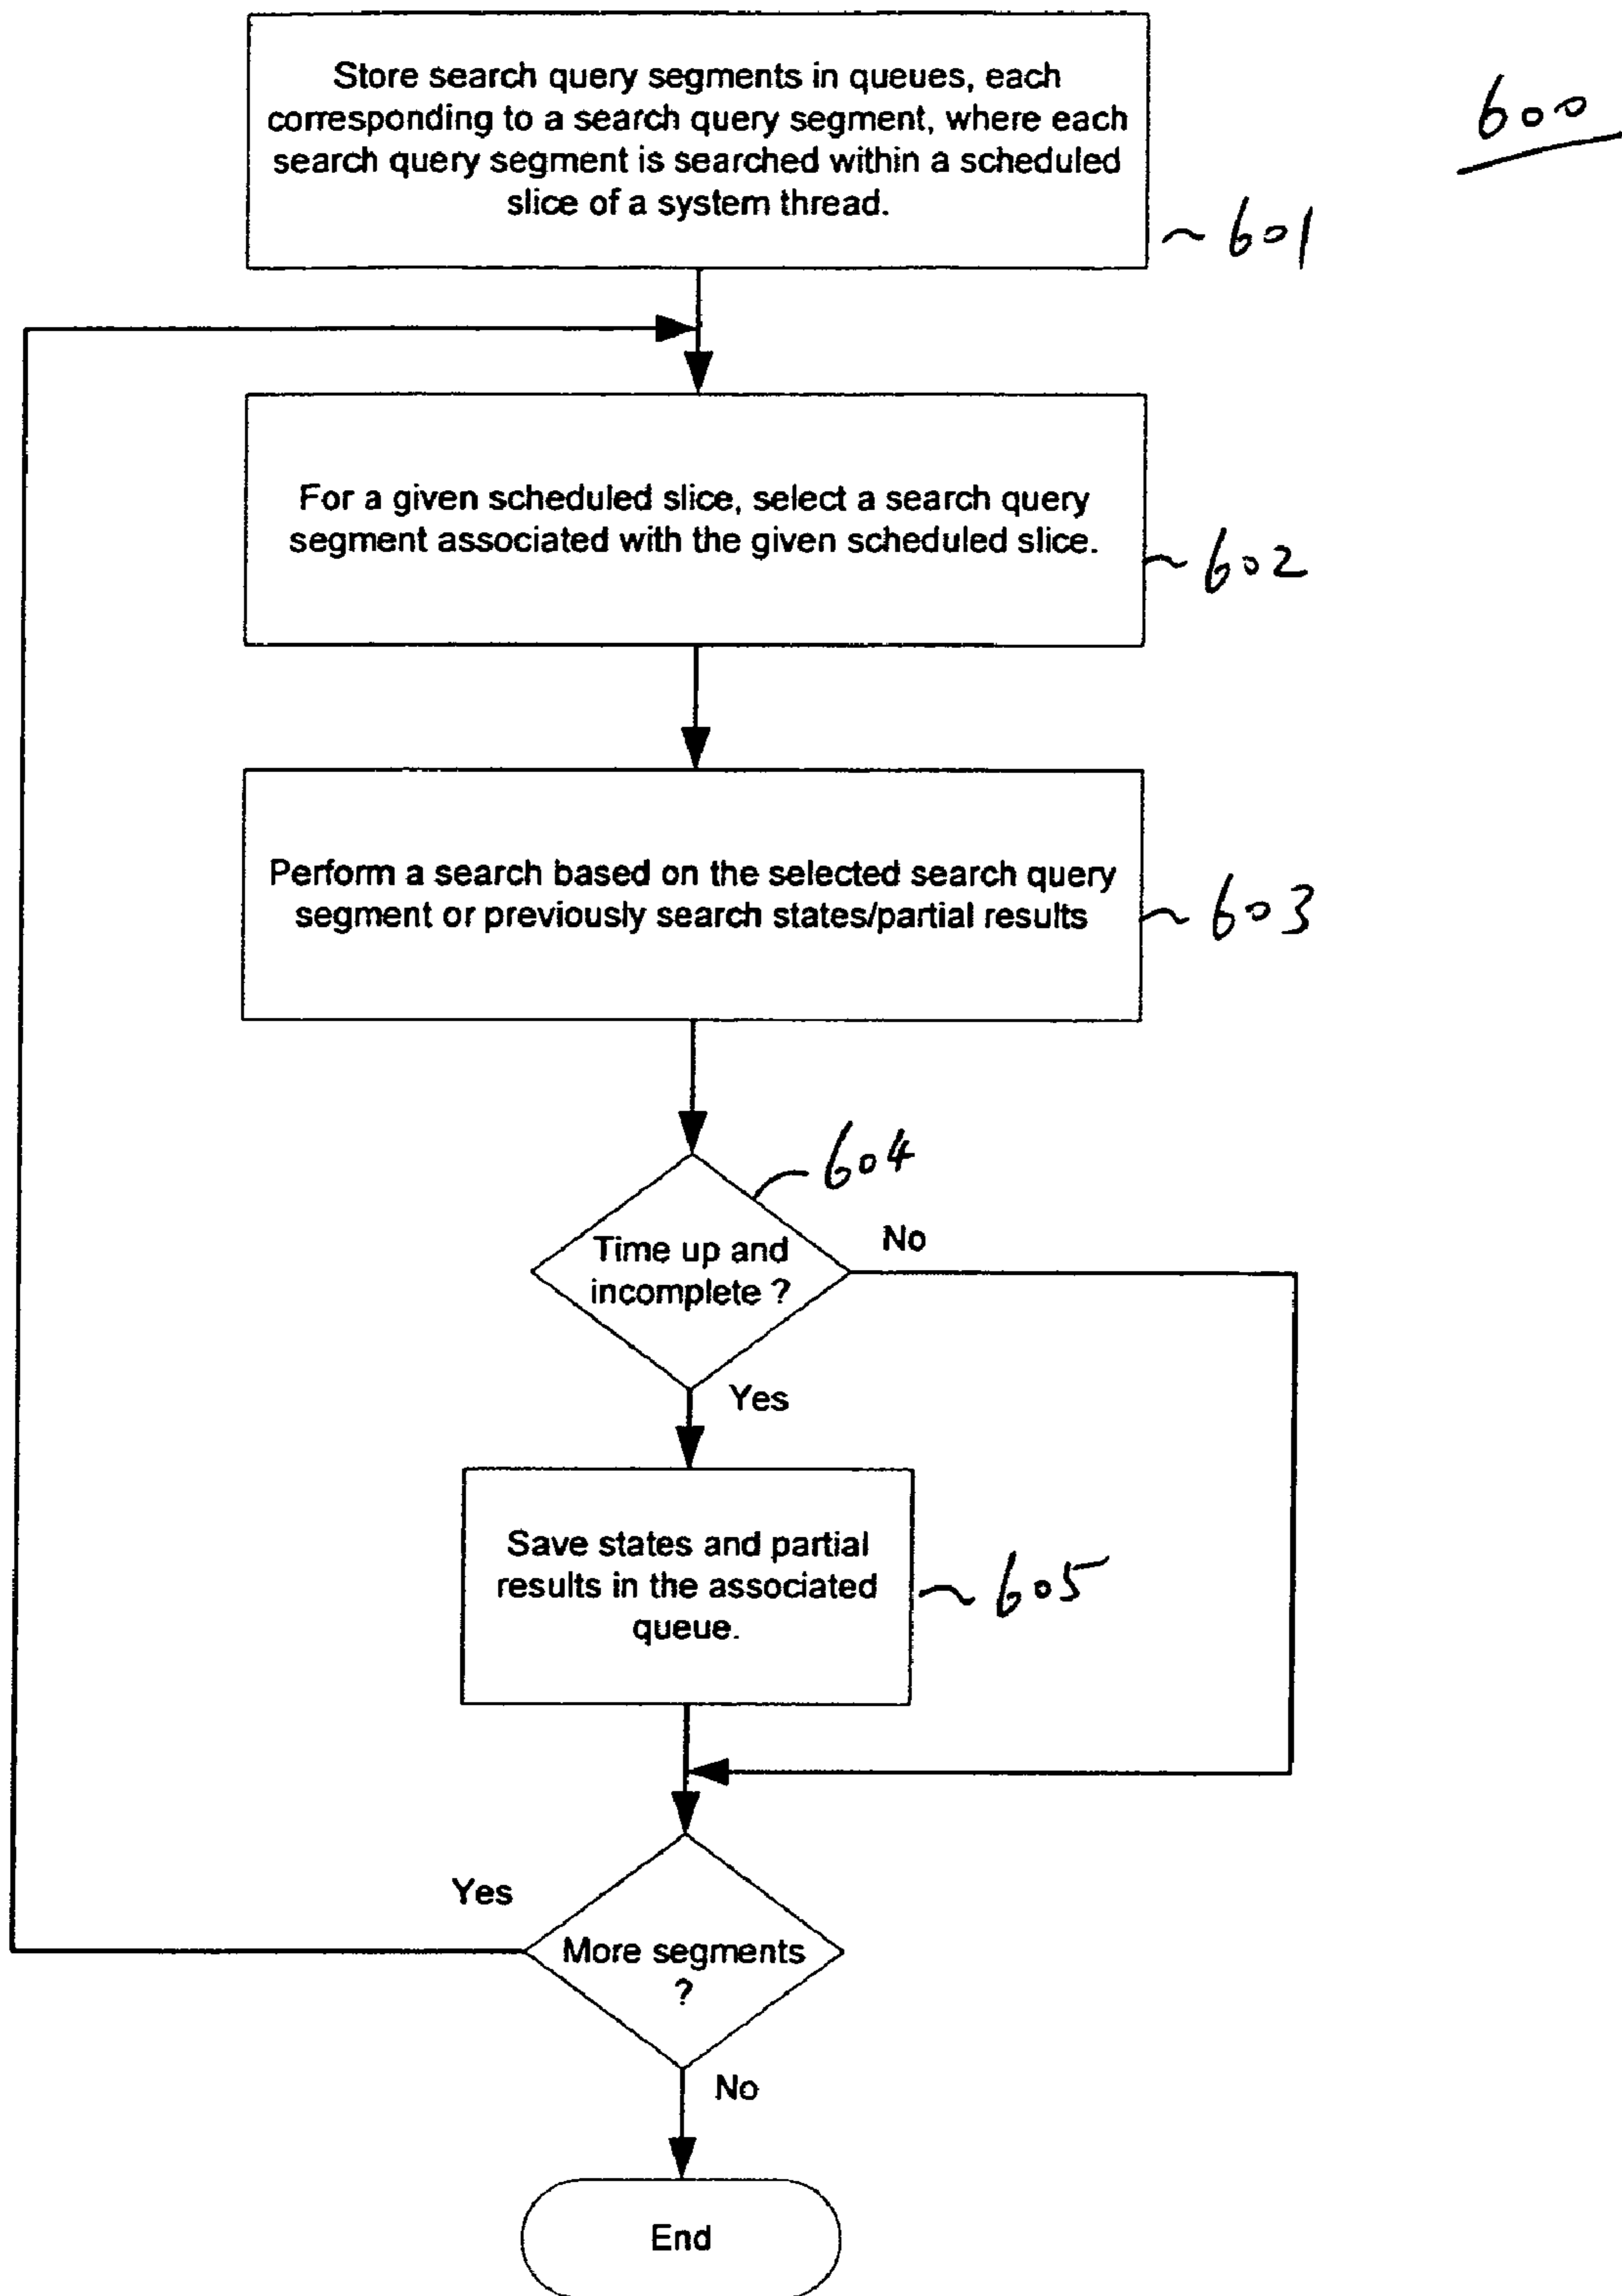 600
Store search query segments in queues, each
corresponding to a search query segment, where each
search query segment is searched within a scheduled
slice of a system thread.
~ 601
For a given scheduled slice, select a search query
segment associated with the given scheduled slice.
~ 602
Perform a search based on the selected search query
segment or previously search states/partial results
~ 603
604
Time up and
incomplete ?
No
Yes
Save states and partial
results in the associated
queue.
~ 605
Yes
More segments
?
No
End